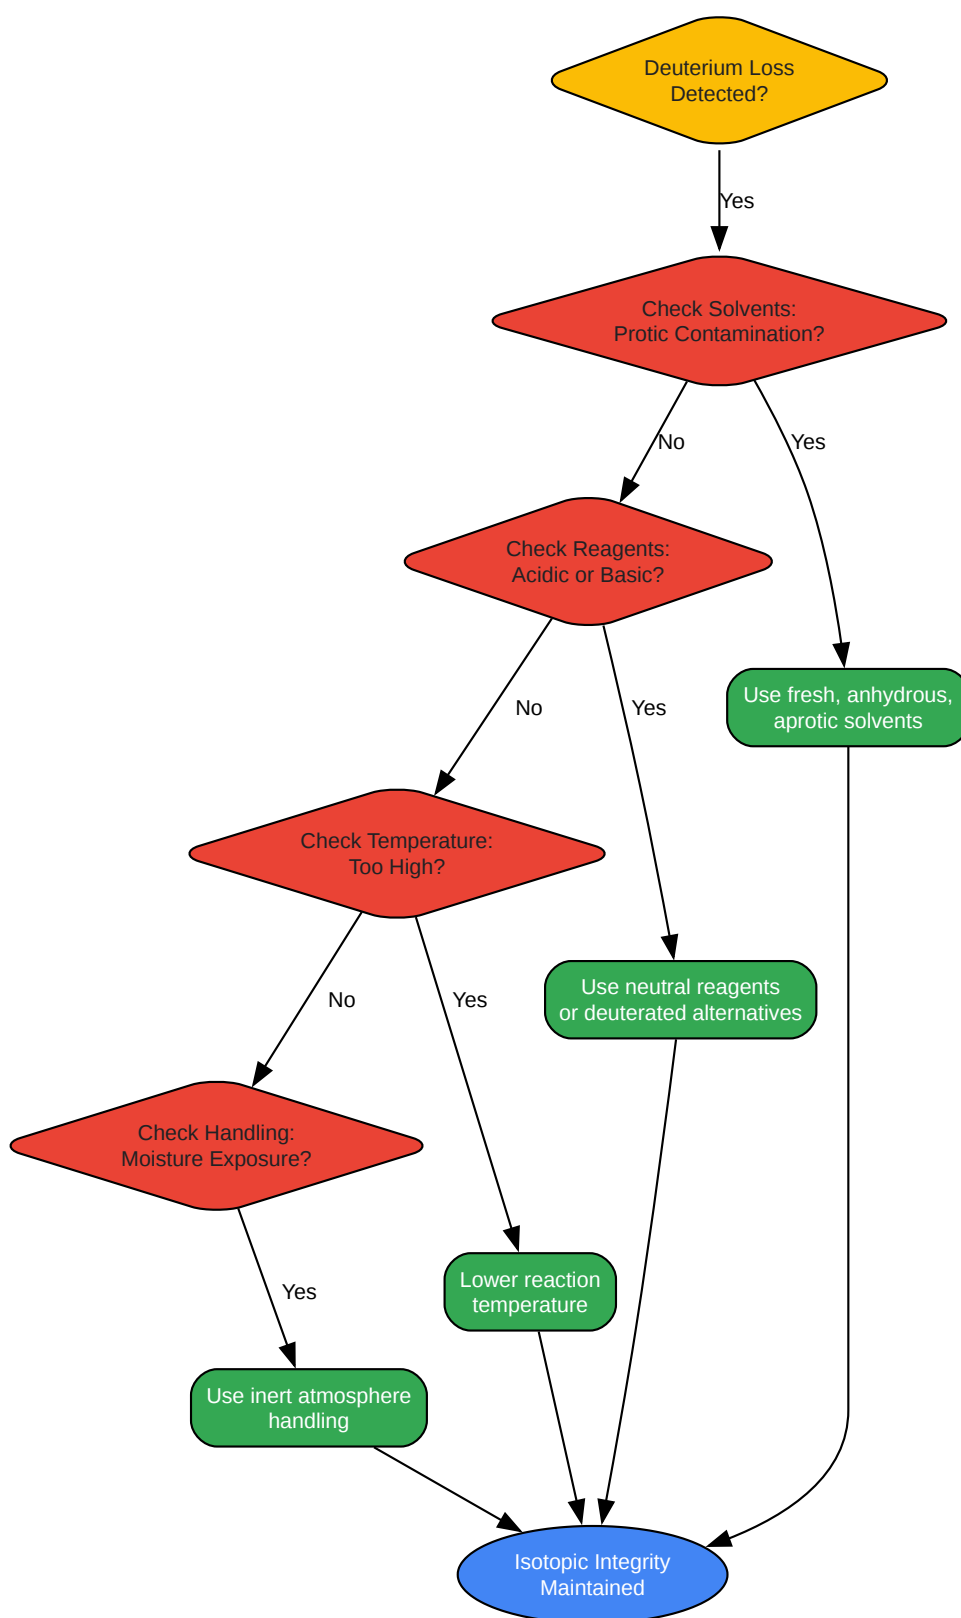 Deuterium Loss
Detected?
Yes
Check Solvents:
Protic Contamination?
No
Yes
Check Reagents:
Acidic or Basic?
Use fresh, anhydrous,
aprotic solvents
No
Yes
Check Temperature:
Too High?
Use neutral reagents
or deuterated alternatives
No
Yes
Check Handling:
Moisture Exposure?
Lower reaction
temperature
Yes
Use inert atmosphere
handling
Isotopic Integrity
Maintained